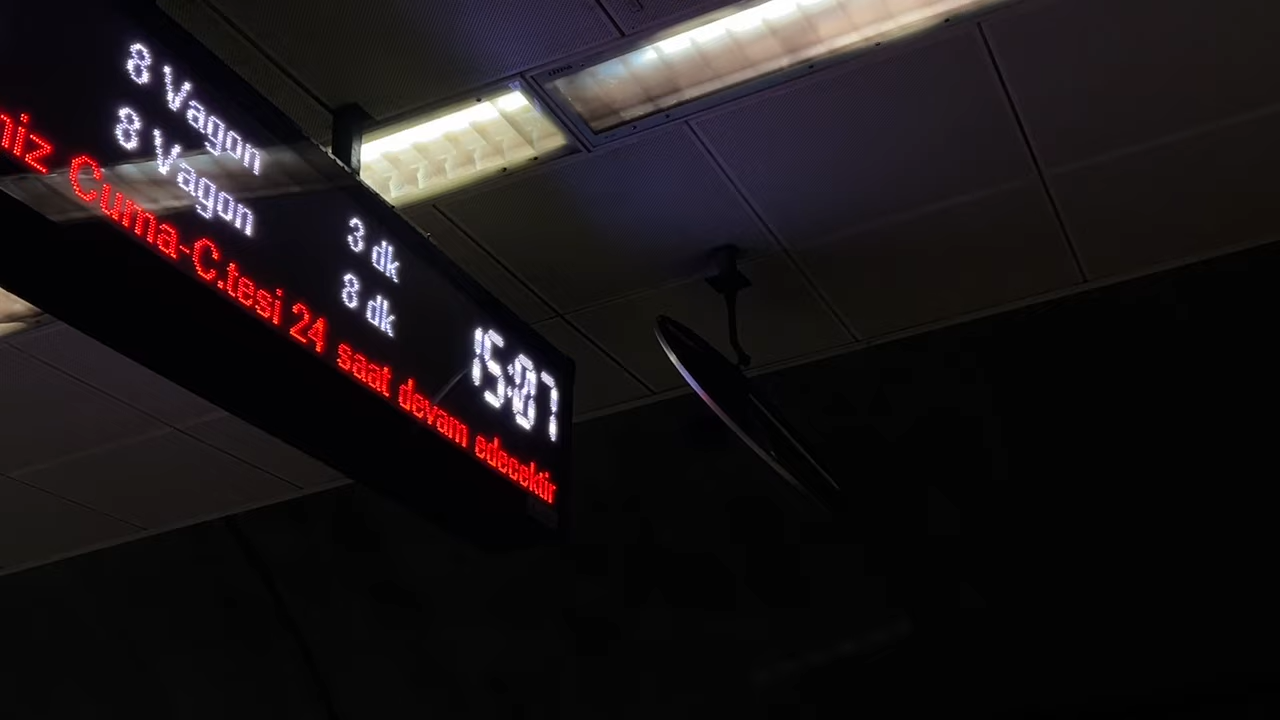 8 Vagon 3 dk
8 Vagon 8 dk
15:07
niz Cuma-C.tesi 24 saat devam edecektir